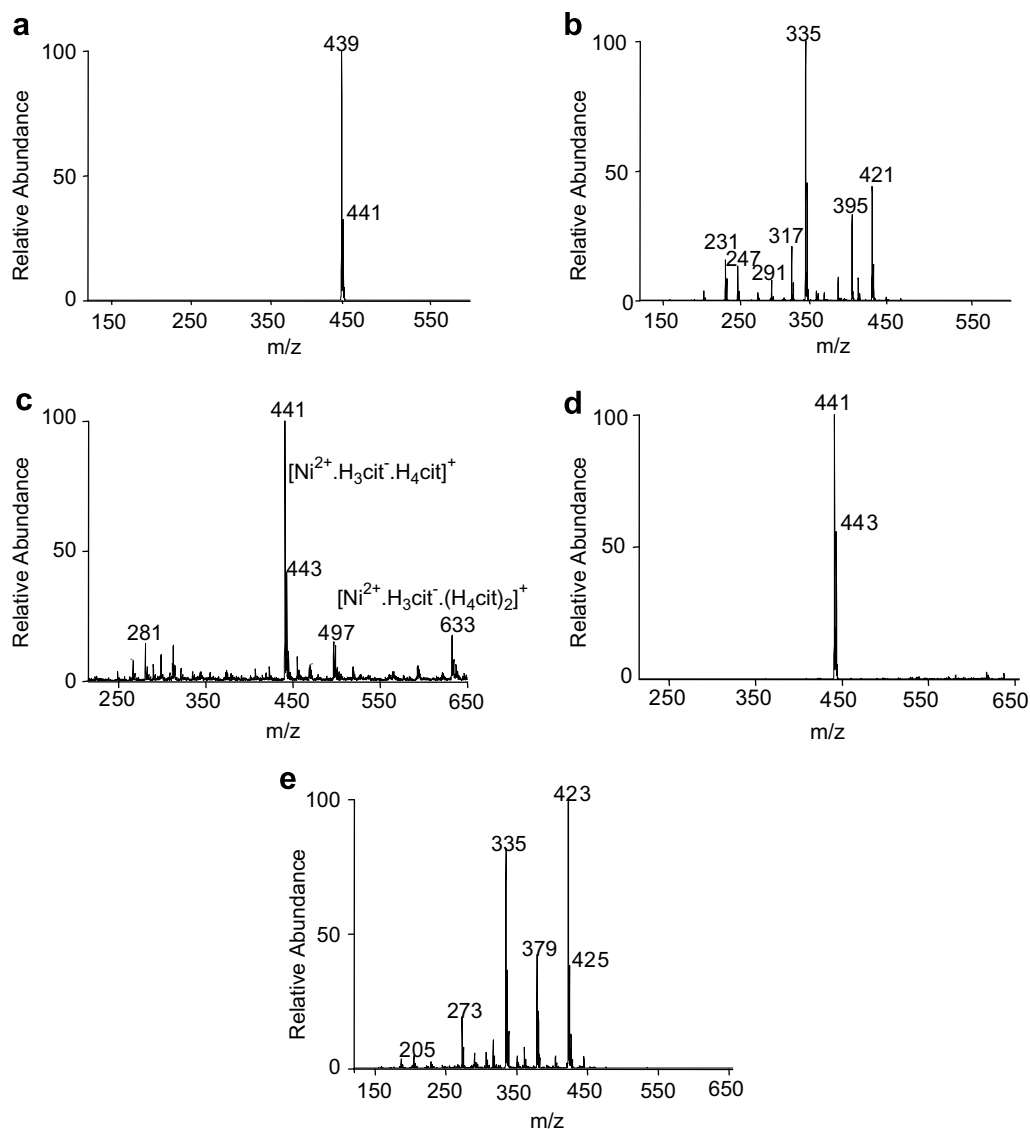 a
100
50
0
Relative Abundance
439
441
150 250 350 450 550
m/z
b
100
50
0
Relative Abundance
335
421
395
317
231
247
291
150 250 350 450 550
m/z
c
100
50
0
Relative Abundance
441
[Ni2+.H3cit-.H4cit]+
443
[Ni2+.H3cit-.(H4cit)2]+
281
497
633
250 350 450 550 650
m/z
d
100
50
0
Relative Abundance
441
443
250 350 450 550 650
m/z
e
100
50
0
Relative Abundance
423
335
379
425
273
205
150 250 350 450 550 650
m/z